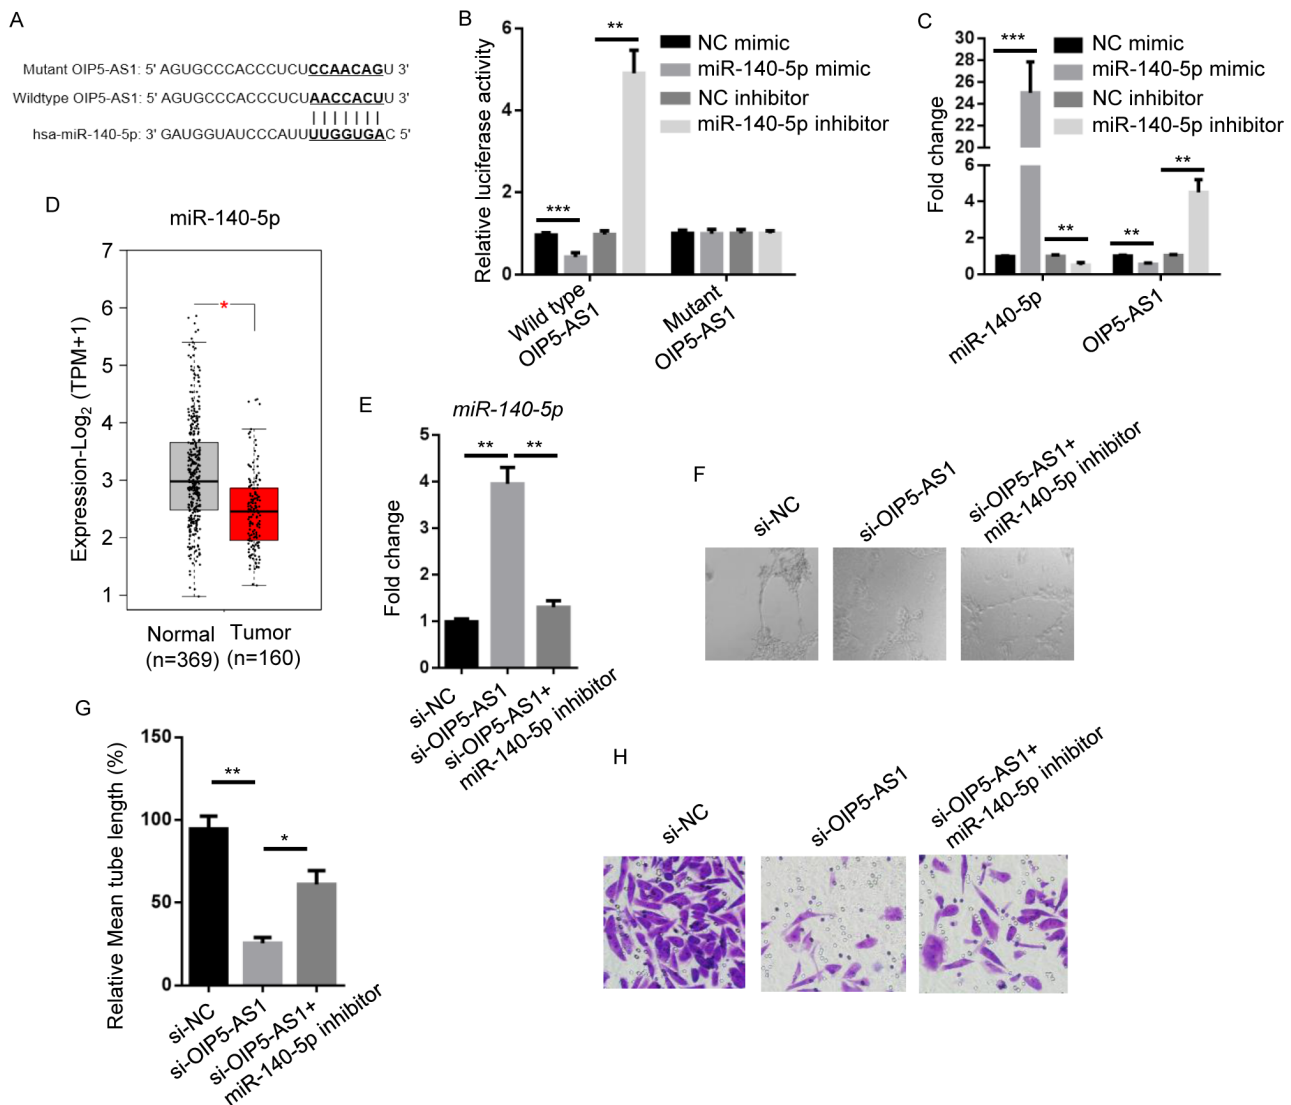 A
Mutant OIP5-AS1: 5' AGUGCCCACCCUCUCCAACAGU 3'
Wildtype OIP5-AS1: 5' AGUGCCCACCCUCUAACCACUU 3'
hsa-miR-140-5p: 3' GAUGGUAUCCCAUUUUGGUGAC 5'
B
Relative luciferase activity
6
4
2
0
***
**
NC mimic
miR-140-5p mimic
NC inhibitor
miR-140-5p inhibitor
Wild type
OIP5-AS1
Mutant
OIP5-AS1
C
Fold change
30
28
26
24
22
20
6
4
2
0
***
**
**
**
NC mimic
miR-140-5p mimic
NC inhibitor
miR-140-5p inhibitor
miR-140-5p
OIP5-AS1
D
miR-140-5p
Expression-Log2 (TPM+1)
7
6
5
4
3
2
1
*
Normal
(n=369)
Tumor
(n=160)
E
miR-140-5p
Fold change
5
4
3
2
1
0
**
**
si-NC
si-OIP5-AS1
si-OIP5-AS1+
miR-140-5p inhibitor
F
si-NC
si-OIP5-AS1
si-OIP5-AS1+
miR-140-5p inhibitor
G
Relative Mean tube length (%)
150
100
50
0
**
*
si-NC
si-OIP5-AS1
si-OIP5-AS1+
miR-140-5p inhibitor
H
si-NC
si-OIP5-AS1
si-OIP5-AS1+
miR-140-5p inhibitor